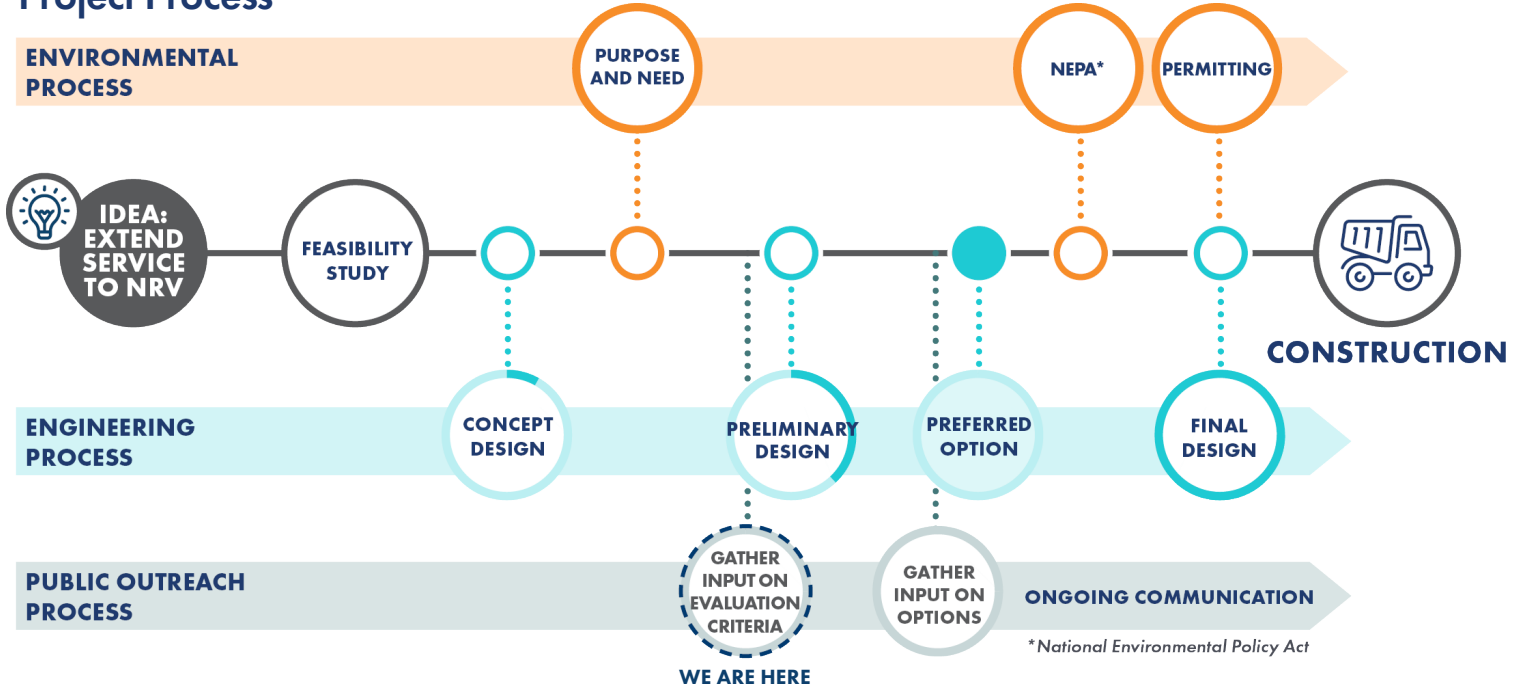 Project Process
ENVIRONMENTAL
PROCESS
PURPOSE
AND NEED
NEPA*
PERMITTING
IDEA:
EXTEND
SERVICE
TO NRV
FEASIBILITY
STUDY
CONSTRUCTION
ENGINEERING
PROCESS
CONCEPT
DESIGN
PRELIMINARY
DESIGN
PREFERRED
OPTION
FINAL
DESIGN
PUBLIC OUTREACH
PROCESS
GATHER
INPUT ON
EVALUATION
CRITERIA
WE ARE HERE
GATHER
INPUT ON
OPTIONS
ONGOING COMMUNICATION
*National Environmental Policy Act